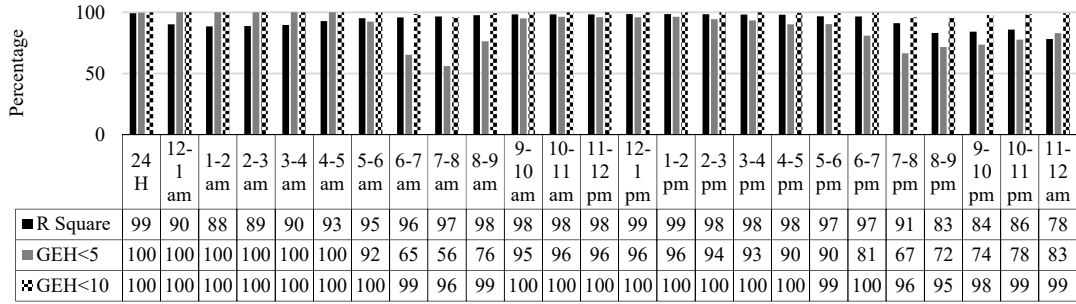 100
50
0
Percentage
24 H 12-1 am 1-2 am 2-3 am 3-4 am 4-5 am 5-6 am 6-7 am 7-8 am 8-9 am 9-10 am 10-11 am 11-12 pm 12-1 pm 1-2 pm 2-3 pm 3-4 pm 4-5 pm 5-6 pm 6-7 pm 7-8 pm 8-9 pm 9-10 pm 10-11 pm 11-12 am
R Square 99 90 88 89 90 93 95 96 97 98 98 98 98 99 99 98 98 98 97 97 91 83 84 86 78
GEH<5 100 100 100 100 100 100 92 65 56 76 95 96 96 96 96 94 93 90 90 81 67 72 74 78 83
GEH<10 100 100 100 100 100 100 100 99 96 99 100 100 100 100 100 100 100 100 99 100 96 95 98 99 99